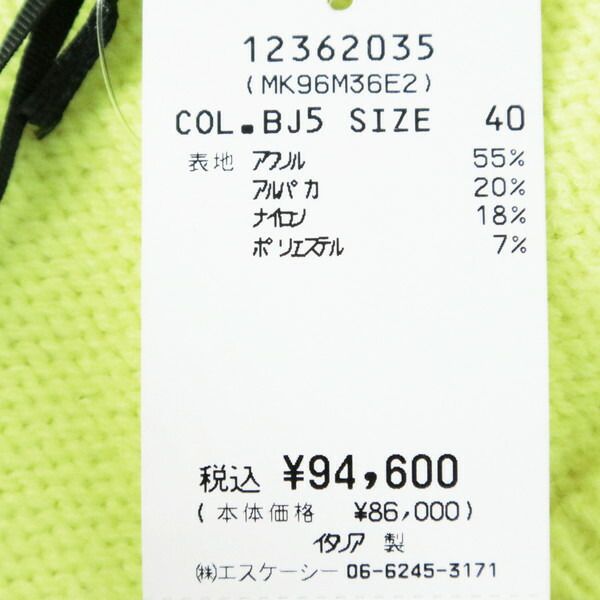 12362035
(MK96M36E2)
COL.BJ5 SIZE 40
表地 アクリル 55%
アルパカ 20%
ナイロン 18%
ポリエステル 7%
税込 ¥94,600
(本体価格 ¥86,000)
イタリア 製
㈱エスケーシー 06-6245-3171